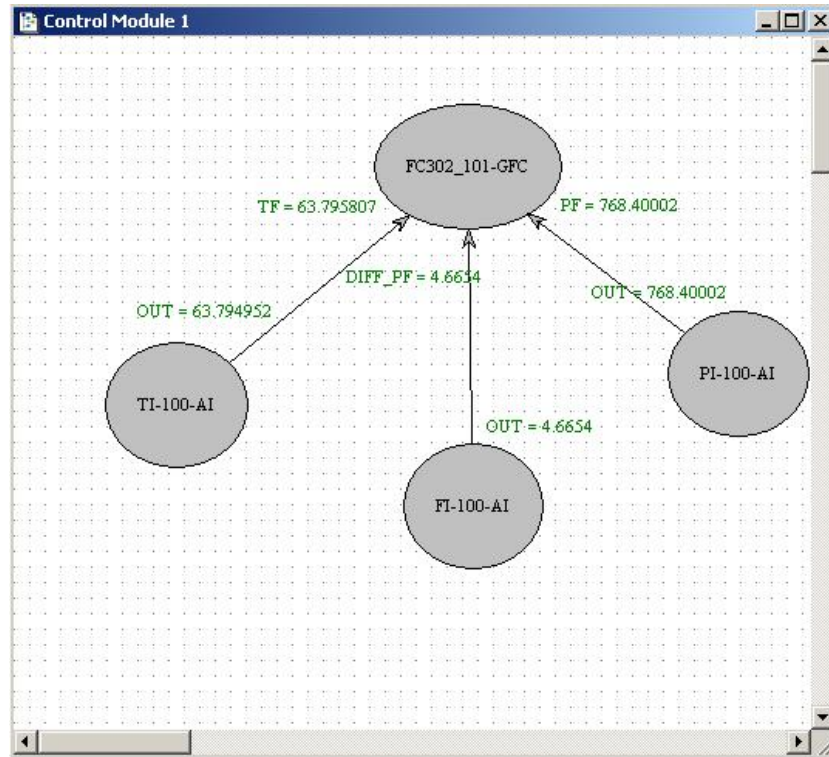 Control Module 1
FC302_101-GFC
TF = 63.795807
PF = 768.40002
DIFF_PF = 4.6654
OUT = 63.794952
OUT = 768.40002
TI-100-AI
PI-100-AI
OUT = 4.6654
FI-100-AI